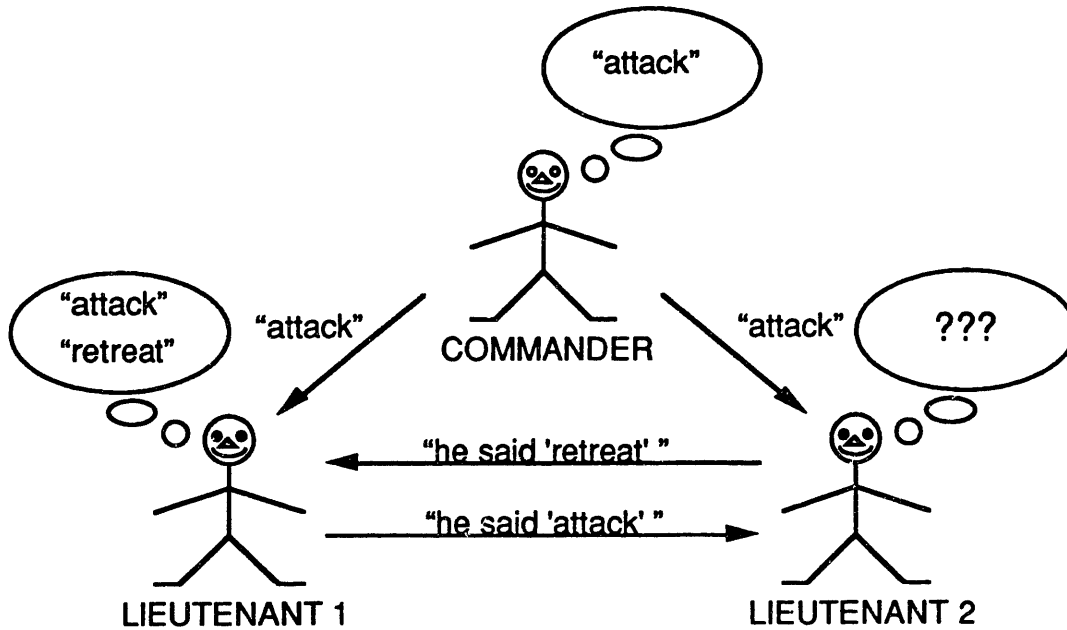 “attack”
“attack”
“retreat”
“attack”
“attack”
???
COMMANDER
“he said 'retreat' ”
“he said 'attack' ”
LIEUTENANT 1
LIEUTENANT 2